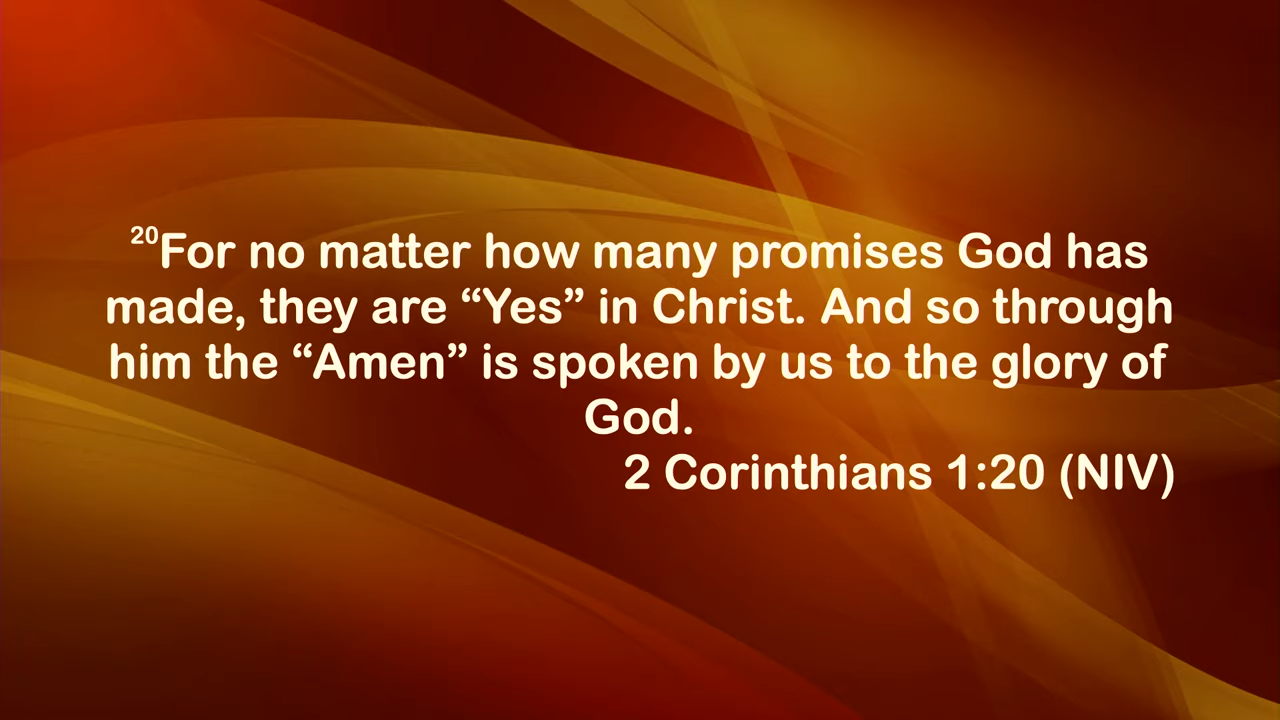 ²⁰For no matter how many promises God has
made, they are “Yes” in Christ. And so through
him the “Amen” is spoken by us to the glory of
God.
2 Corinthians 1:20 (NIV)